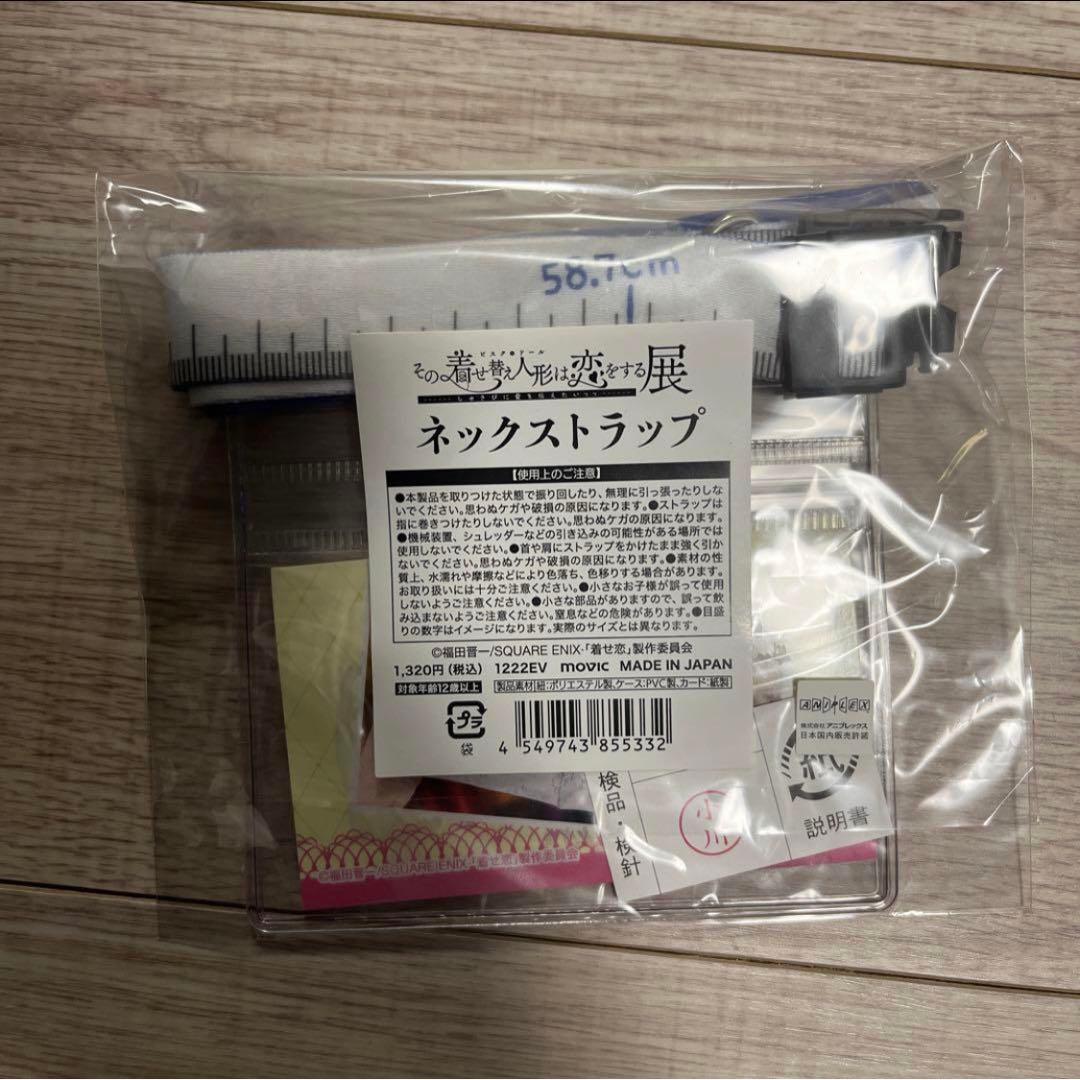 58.7cm
ビスク・ドール
その着せ替え人形は恋をする展
ネックストラップ
【使用上のご注意】
●本製品を取りつけた状態で振り回したり、無理に引っ張ったりしな
いでください。思わぬケガや破損の原因になります。●ストラップは
指に巻きつけたりしないでください。思わぬケガの原因になります。
●機械装置、シュレッダーなどの引き込みの可能性がある場所では
使用しないでください。●首や肩にストラップをかけたまま強く引か
ないでください。思わぬケガや破損の原因になります。●素材の性
質上、水濡れや摩擦などにより色落ち、色移りする場合があります。
お取り扱いには十分ご注意ください。●小さなお子様が誤って使用
しないようご注意ください。●小さな部品がありますので、誤って飲
み込まないようご注意ください。窒息などの危険があります。●目盛
りの数字はイメージになります。実際のサイズとは異なります。
©福田晋一/SQUARE ENIX・「着せ恋」製作委員会
1,320円(税込) 1222EV movic MADE IN JAPAN
対象年齢12歳以上 製品素材 紐:ポリエステル製、ケース:PVC製、カード:紙製
プラ
袋
4 549743 855332
ANIPLEX
株式会社アニプレックス
日本国内販売許諾
紙
説明書
検品・検針
小川
©福田晋一/SQUARE ENIX・「着せ恋」製作委員会